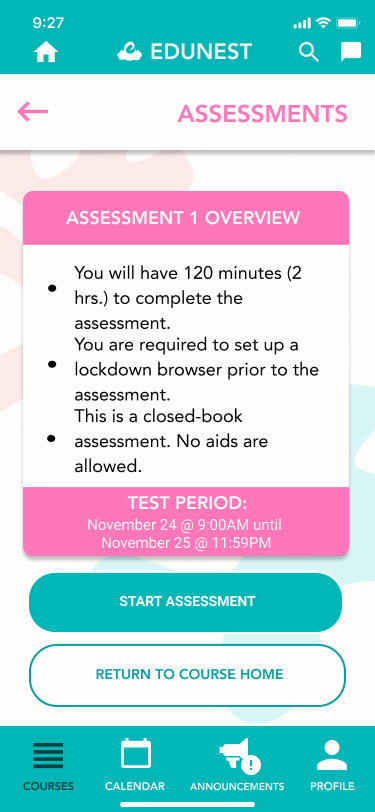 9:27
EDUNEST
ASSESSMENTS
ASSESSMENT 1 OVERVIEW
You will have 120 minutes (2
hrs.) to complete the
assessment.
You are required to set up a
lockdown browser prior to the
assessment.
This is a closed-book
assessment. No aids are
allowed.
TEST PERIOD:
November 24 @ 9:00AM until
November 25 @ 11:59PM
START ASSESSMENT
RETURN TO COURSE HOME
COURSES CALENDAR ANNOUNCEMENTS PROFILE